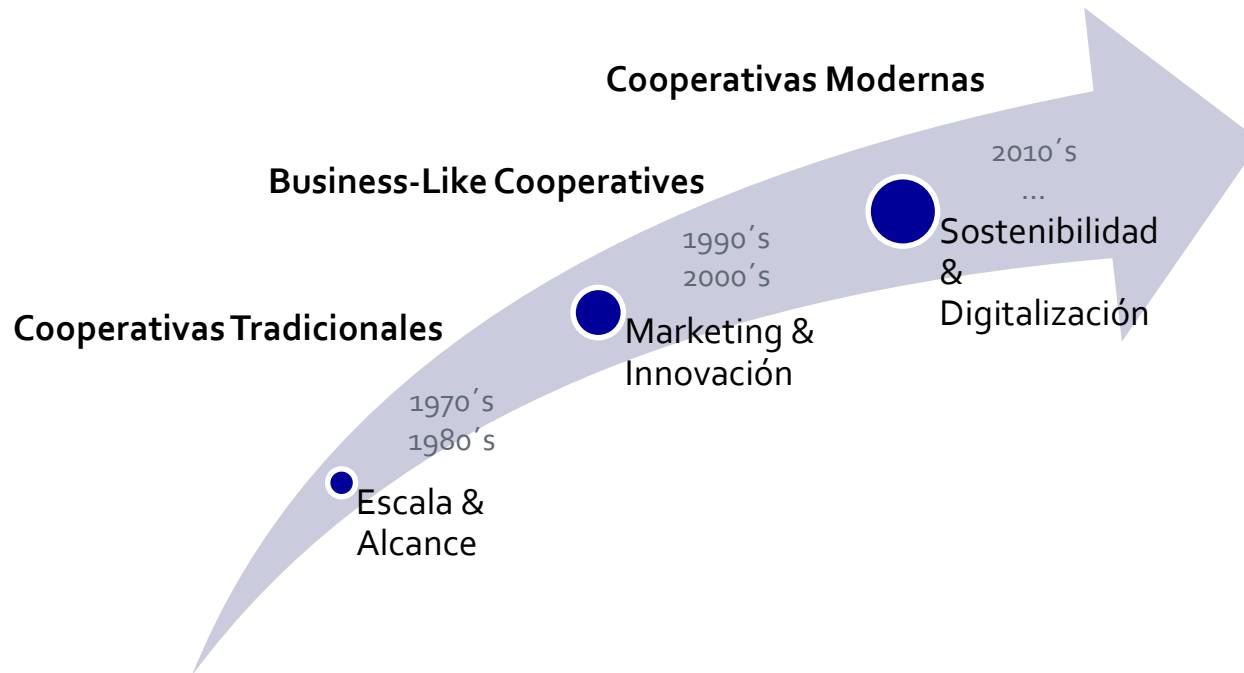 Cooperativas Modernas
2010´s
...
Sostenibilidad
&
Digitalización
Business-Like Cooperatives
1990´s
2000´s
Marketing &
Innovación
Cooperativas Tradicionales
1970´s
1980´s
Escala &
Alcance